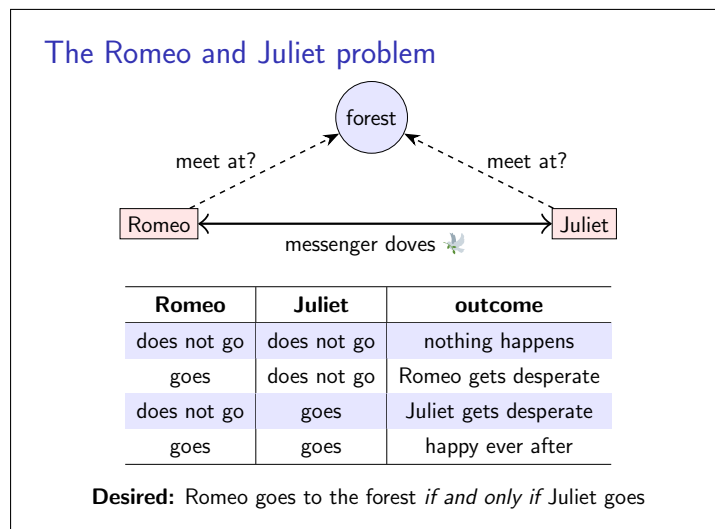 The Romeo and Juliet problem
forest
meet at? meet at?
Romeo Juliet
messenger doves 🕊
Romeo Juliet outcome
does not go does not go nothing happens
goes does not go Romeo gets desperate
does not go goes Juliet gets desperate
goes goes happy ever after
Desired: Romeo goes to the forest if and only if Juliet goes